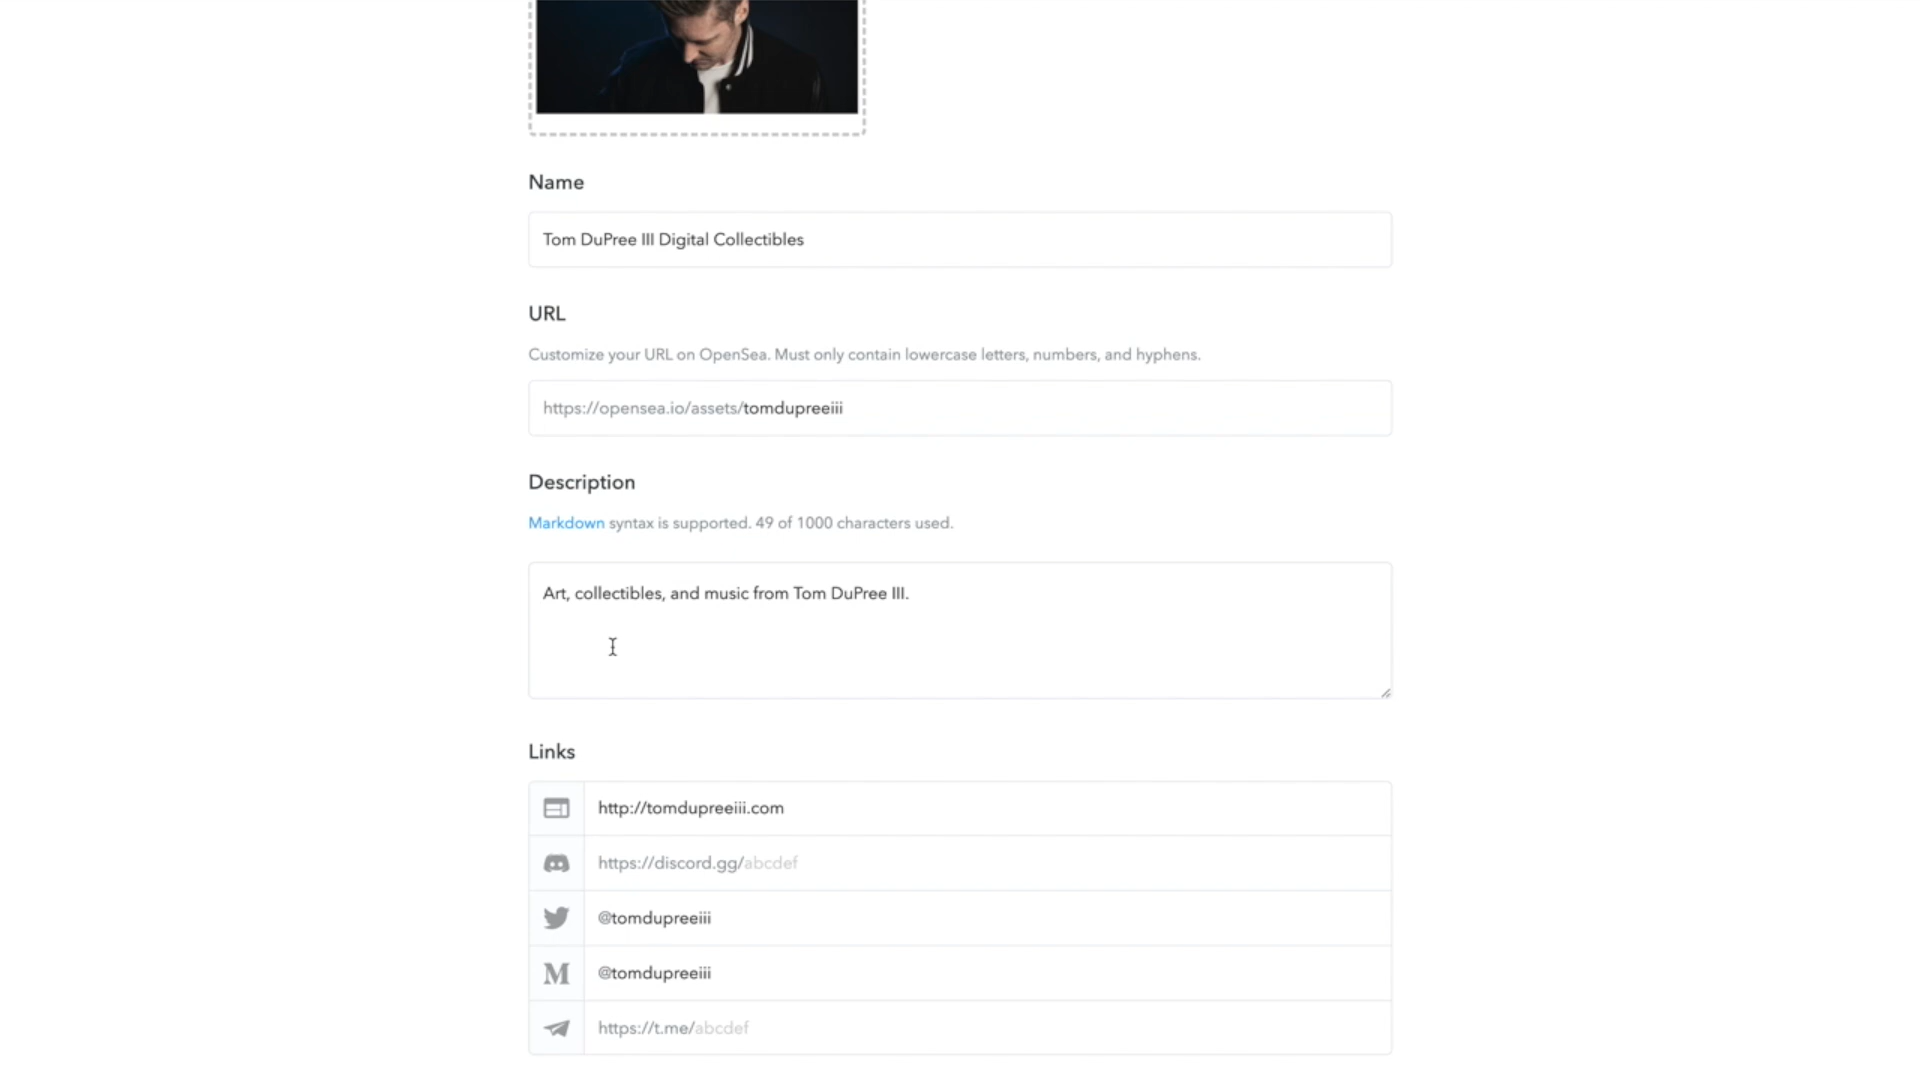 Name
Tom DuPree III Digital Collectibles
URL
Customize your URL on OpenSea. Must only contain lowercase letters, numbers, and hyphens.
https://opensea.io/assets/tomdupreeiii
Description
Markdown syntax is supported. 49 of 1000 characters used.
Art, collectibles, and music from Tom DuPree III.
Links
http://tomdupreeiii.com
https://discord.gg/abcdef
@tomdupreeiii
M @tomdupreeiii
https://t.me/abcdef